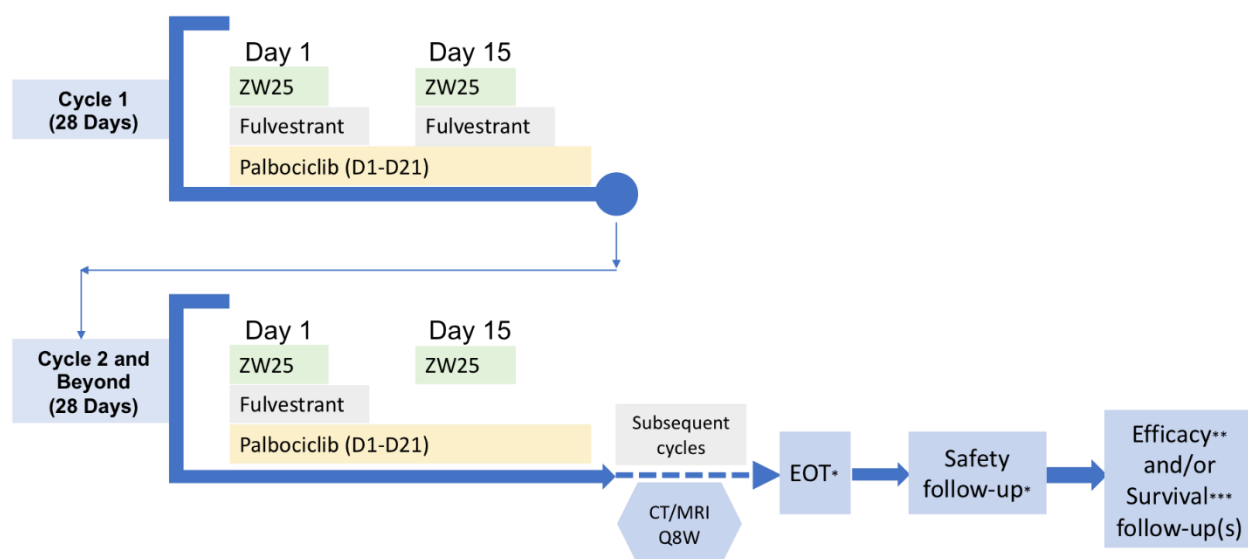 Day 1
Day 15
ZW25
ZW25
Cycle 1
(28 Days)
Fulvestrant
Fulvestrant
Palbociclib (D1-D21)
Day 1
Day 15
ZW25
ZW25
Cycle 2 and
Beyond
(28 Days)
Fulvestrant
Palbociclib (D1-D21)
Subsequent
cycles
CT/MRI
Q8W
EOT*
Safety
follow-up*
Efficacy**
and/or
Survival***
follow-up(s)